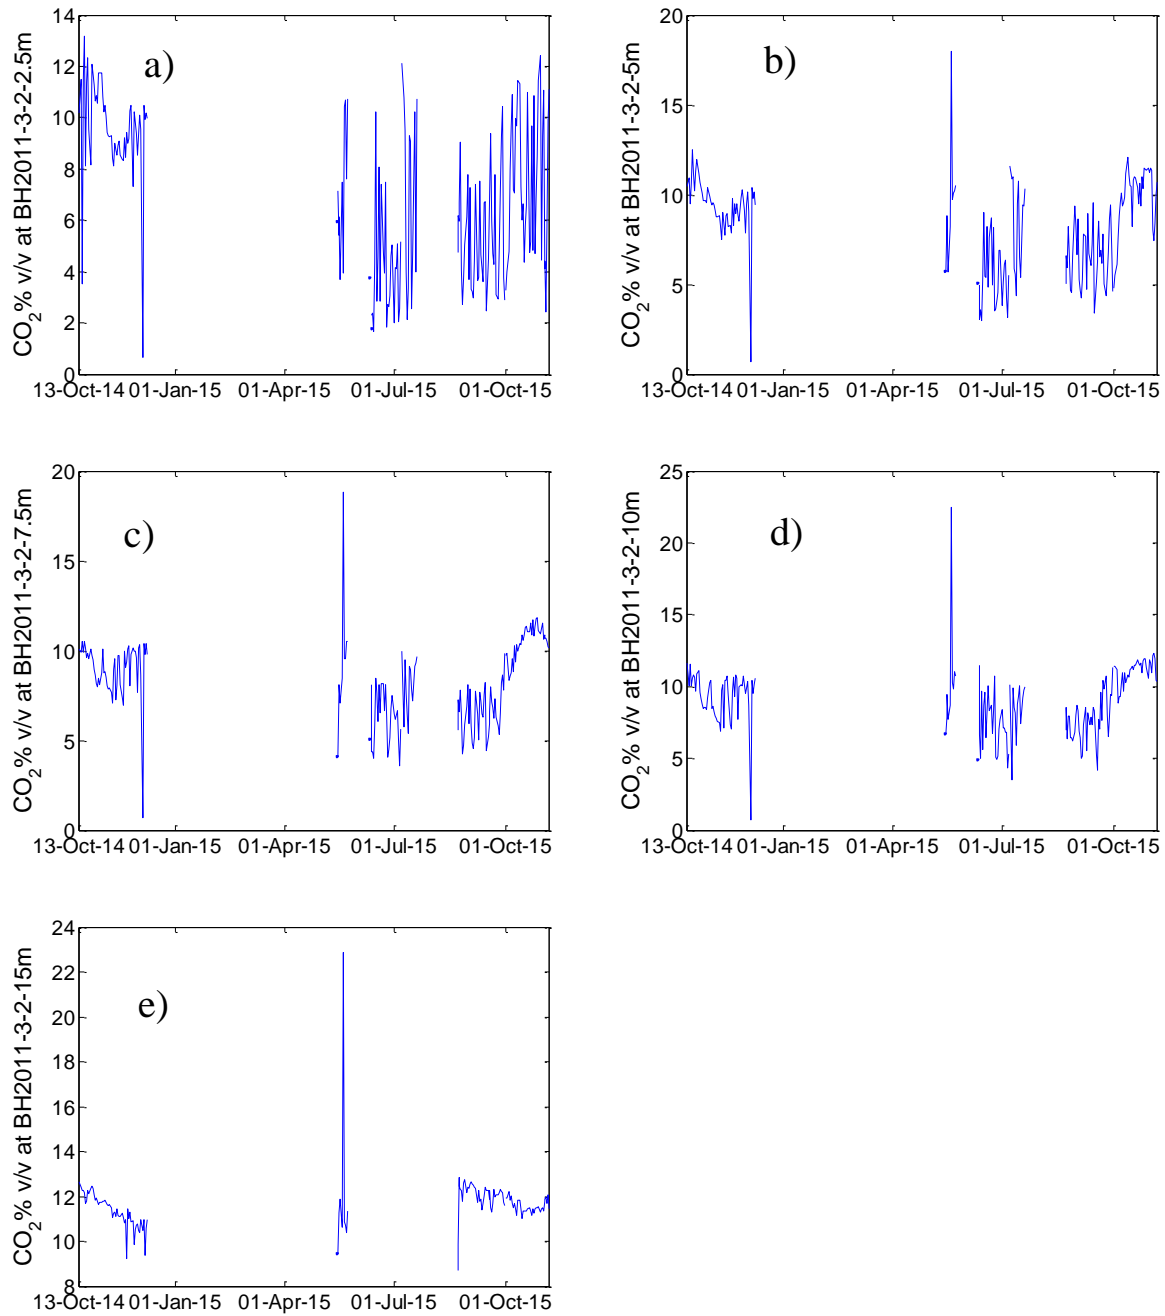 CO2% v/v at BH2011-3-2-2.5m
14
12
10
8
6
4
2
0
a)
13-Oct-14 01-Jan-15 01-Apr-15 01-Jul-15 01-Oct-15
CO2% v/v at BH2011-3-2-5m
20
15
10
5
0
b)
13-Oct-14 01-Jan-15 01-Apr-15 01-Jul-15 01-Oct-15
CO2% v/v at BH2011-3-2-7.5m
20
15
10
5
0
c)
13-Oct-14 01-Jan-15 01-Apr-15 01-Jul-15 01-Oct-15
CO2% v/v at BH2011-3-2-10m
25
20
15
10
5
0
d)
13-Oct-14 01-Jan-15 01-Apr-15 01-Jul-15 01-Oct-15
CO2% v/v at BH2011-3-2-15m
24
22
20
18
16
14
12
10
8
e)
13-Oct-14 01-Jan-15 01-Apr-15 01-Jul-15 01-Oct-15